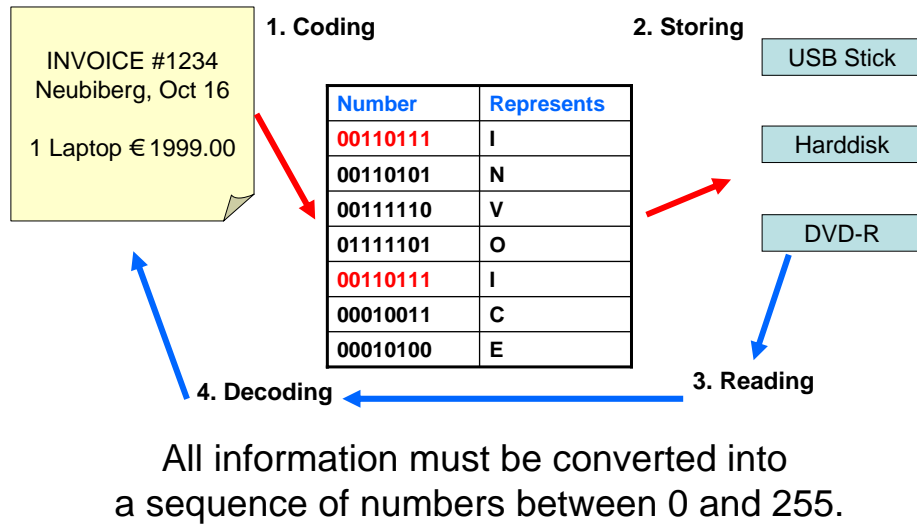 1. Coding
2. Storing
INVOICE #1234
Neubiberg, Oct 16
1 Laptop € 1999.00
USB Stick
Harddisk
DVD-R
Number Represents
00110111 I
00110101 N
00111110 V
01111101 O
00110111 I
00010011 C
00010100 E
3. Reading
4. Decoding
All information must be converted into
a sequence of numbers between 0 and 255.